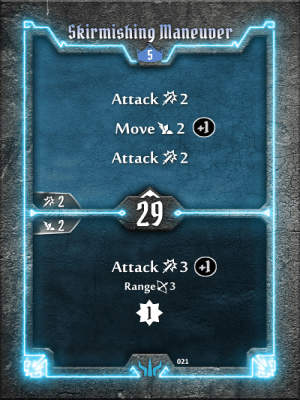 Skirmishing Maneuver
5
Attack 2
Move 2 +1
Attack 2
2
29
2
Attack 3 +1
Range 3
1
021